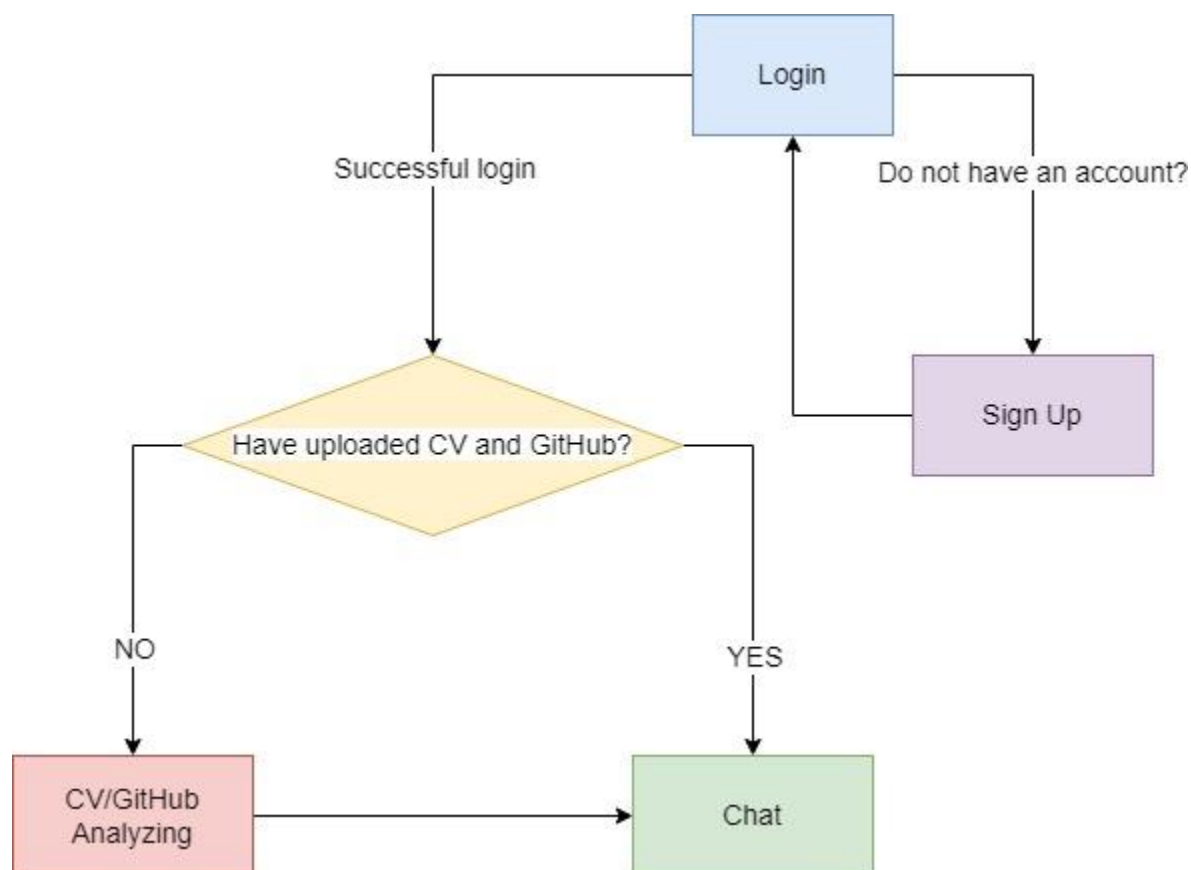 Login
Successful login
Do not have an account?
Sign Up
Have uploaded CV and GitHub?
NO
YES
CV/GitHub
Analyzing
Chat